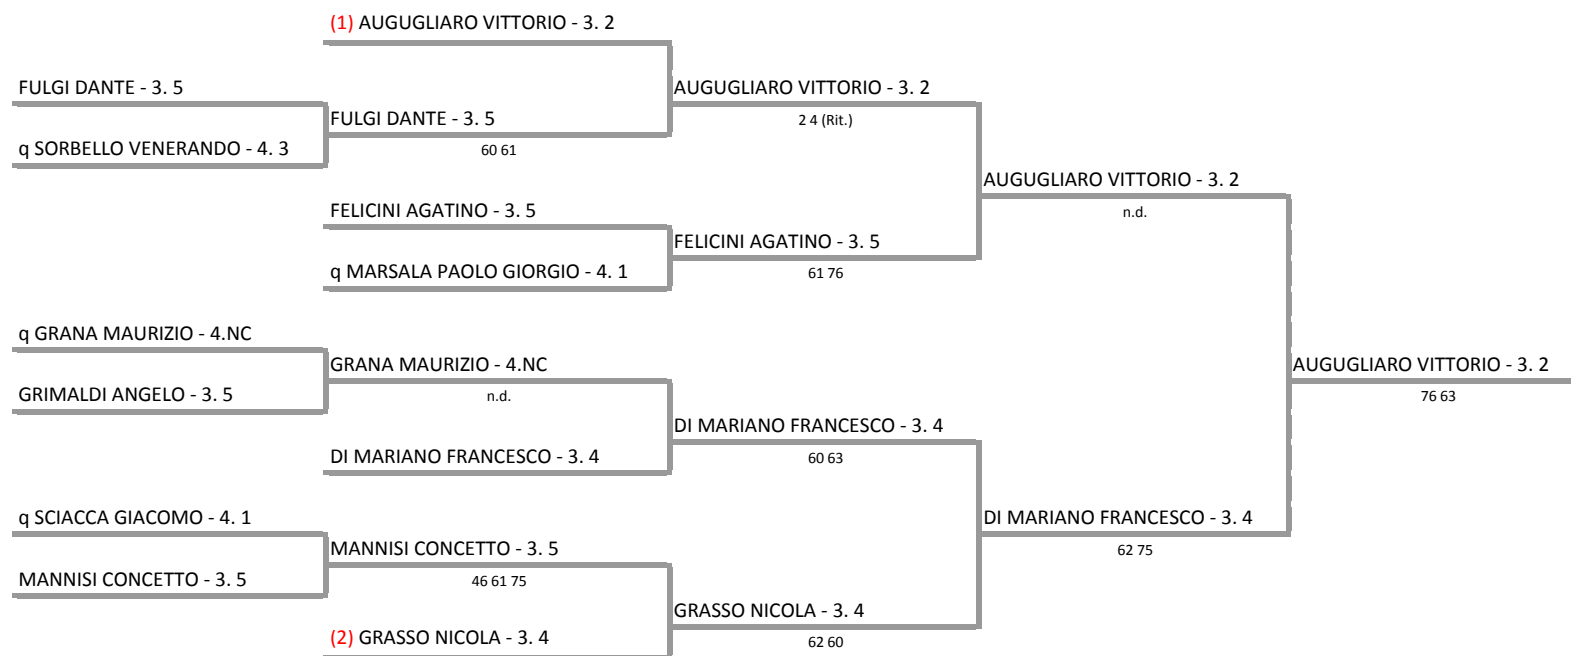 (1) AUGUGLIARO VITTORIO - 3. 2
FULGI DANTE - 3. 5
AUGUGLIARO VITTORIO - 3. 2
FULGI DANTE - 3. 5
2 4 (Rit.)
q SORBELLO VENERANDO - 4. 3
60 61
AUGUGLIARO VITTORIO - 3. 2
FELICINI AGATINO - 3. 5
n.d.
FELICINI AGATINO - 3. 5
q MARSALA PAOLO GIORGIO - 4. 1
61 76
q GRANA MAURIZIO - 4.NC
GRANA MAURIZIO - 4.NC
AUGUGLIARO VITTORIO - 3. 2
GRIMALDI ANGELO - 3. 5
n.d.
76 63
DI MARIANO FRANCESCO - 3. 4
DI MARIANO FRANCESCO - 3. 4
60 63
q SCIACCA GIACOMO - 4. 1
DI MARIANO FRANCESCO - 3. 4
MANNISI CONCETTO - 3. 5
62 75
MANNISI CONCETTO - 3. 5
46 61 75
GRASSO NICOLA - 3. 4
(2) GRASSO NICOLA - 3. 4
62 60